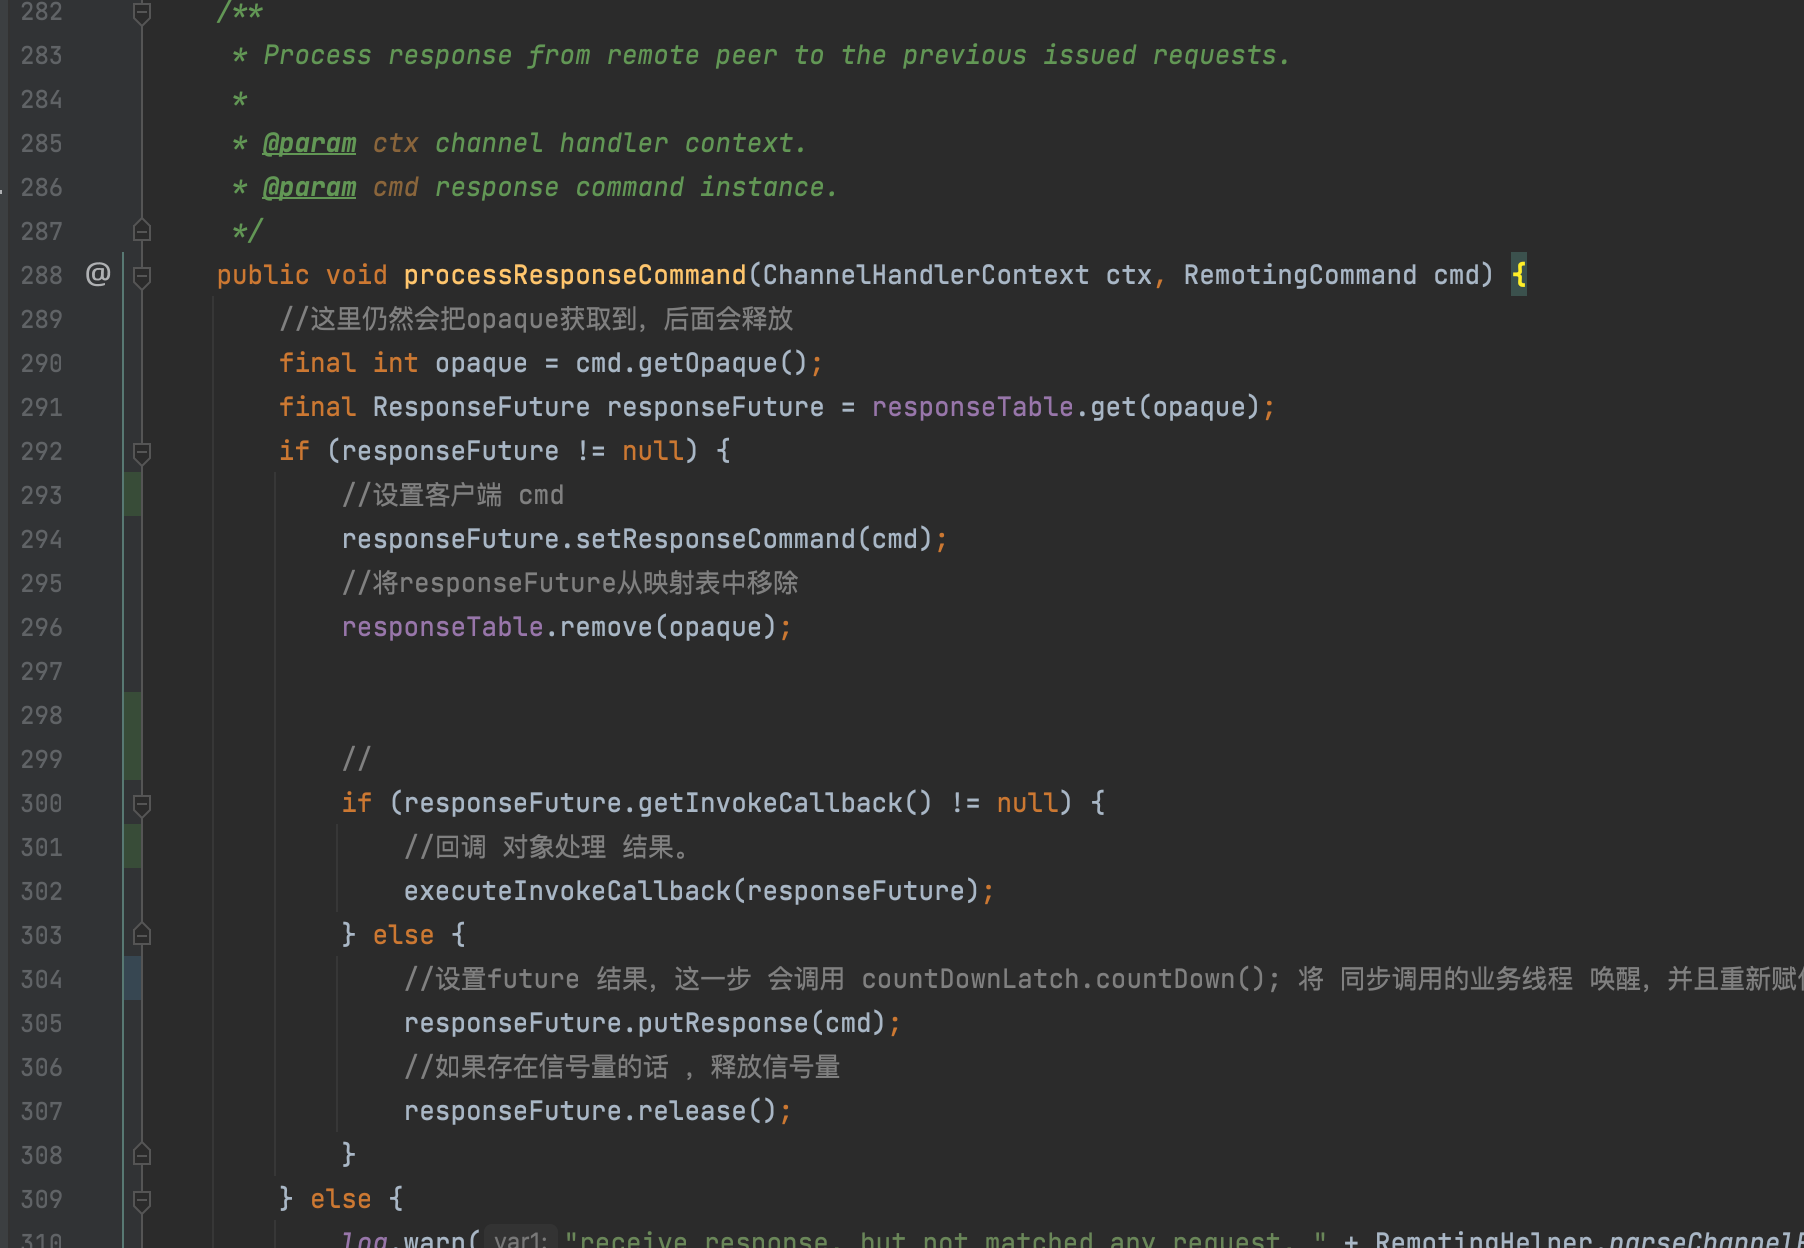 282 /**
283 * Process response from remote peer to the previous issued requests.
284 *
285 * @param ctx channel handler context.
286 * @param cmd response command instance.
287 */
288 @ public void processResponseCommand(ChannelHandlerContext ctx, RemotingCommand cmd) {
289 //这里仍然会把opaque获取到，后面会释放
290 final int opaque = cmd.getOpaque();
291 final ResponseFuture responseFuture = responseTable.get(opaque);
292 if (responseFuture != null) {
293 //设置客户端 cmd
294 responseFuture.setResponseCommand(cmd);
295 //将responseFuture从映射表中移除
296 responseTable.remove(opaque);
297
298
299 //
300 if (responseFuture.getInvokeCallback() != null) {
301 //回调 对象处理 结果。
302 executeInvokeCallback(responseFuture);
303 } else {
304 //设置future 结果，这一步 会调用 countDownLatch.countDown(); 将 同步调用的业务线程 唤醒，并且重新赋
305 responseFuture.putResponse(cmd);
306 //如果存在信号量的话 ，释放信号量
307 responseFuture.release();
308 }
309 } else {
310 log.warn( var1: "receive response, but not matched any request, " + RemotingHelper.parseChannel